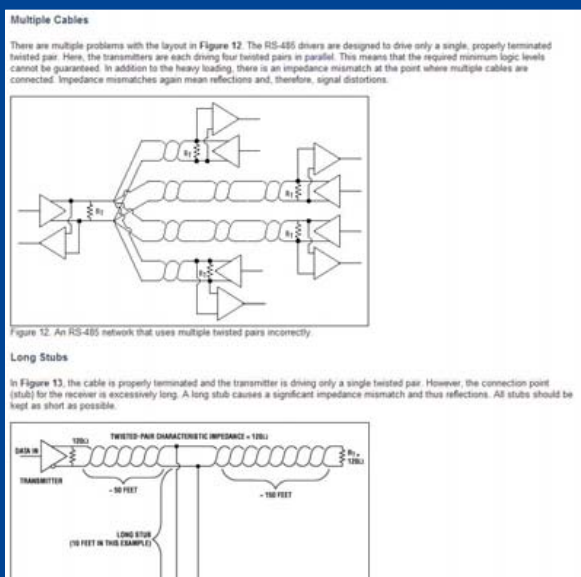 Multiple Cables
There are multiple problems with the layout in Figure 12. The RS-485 drivers are designed to drive only a single, properly terminated
twisted pair. Here, the transmitters are each driving four twisted pairs in parallel. This means that the required minimum logic levels
cannot be guaranteed. In addition to the heavy loading, there is an impedance mismatch at the point where multiple cables are
connected. Impedance mismatches again mean reflections and, therefore, signal distortions.
RT
RT
RT
RT
RT
Figure 12. An RS-485 network that uses multiple twisted pairs incorrectly.
Long Stubs
In Figure 13, the cable is properly terminated and the transmitter is driving only a single twisted pair. However, the connection point
(stub) for the receiver is excessively long. A long stub causes a significant impedance mismatch and thus reflections. All stubs should be
kept as short as possible.
TWISTED-PAIR CHARACTERISTIC IMPEDANCE = 120Ω
120Ω
DATA IN
RT =
120Ω
TRANSMITTER
~ 50 FEET
~ 150 FEET
LONG STUB
(10 FEET IN THIS EXAMPLE)